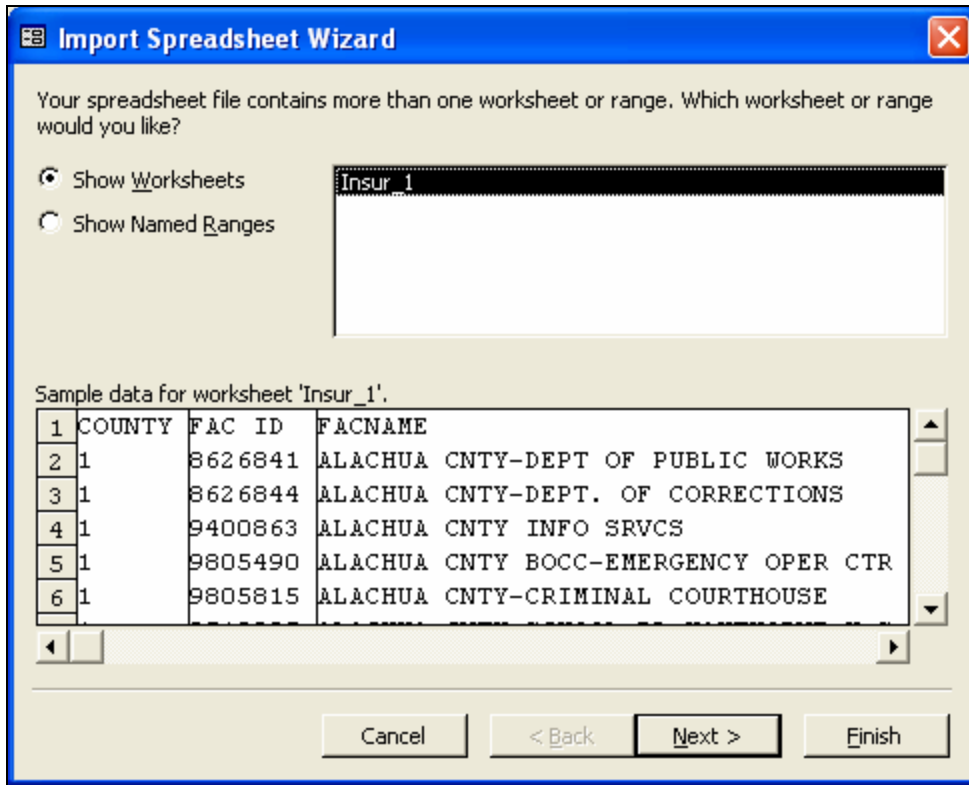 Import Spreadsheet Wizard
Your spreadsheet file contains more than one worksheet or range. Which worksheet or range
would you like?
Show Worksheets
Show Named Ranges
Insur_1
Sample data for worksheet 'Insur_1'.
1 COUNTY FAC ID FACNAME
2 1 8626841 ALACHUA CNTY-DEPT OF PUBLIC WORKS
3 1 8626844 ALACHUA CNTY-DEPT. OF CORRECTIONS
4 1 9400863 ALACHUA CNTY INFO SRVCS
5 1 9805490 ALACHUA CNTY BOCC-EMERGENCY OPER CTR
6 1 9805815 ALACHUA CNTY-CRIMINAL COURTHOUSE
Cancel < Back Next > Finish